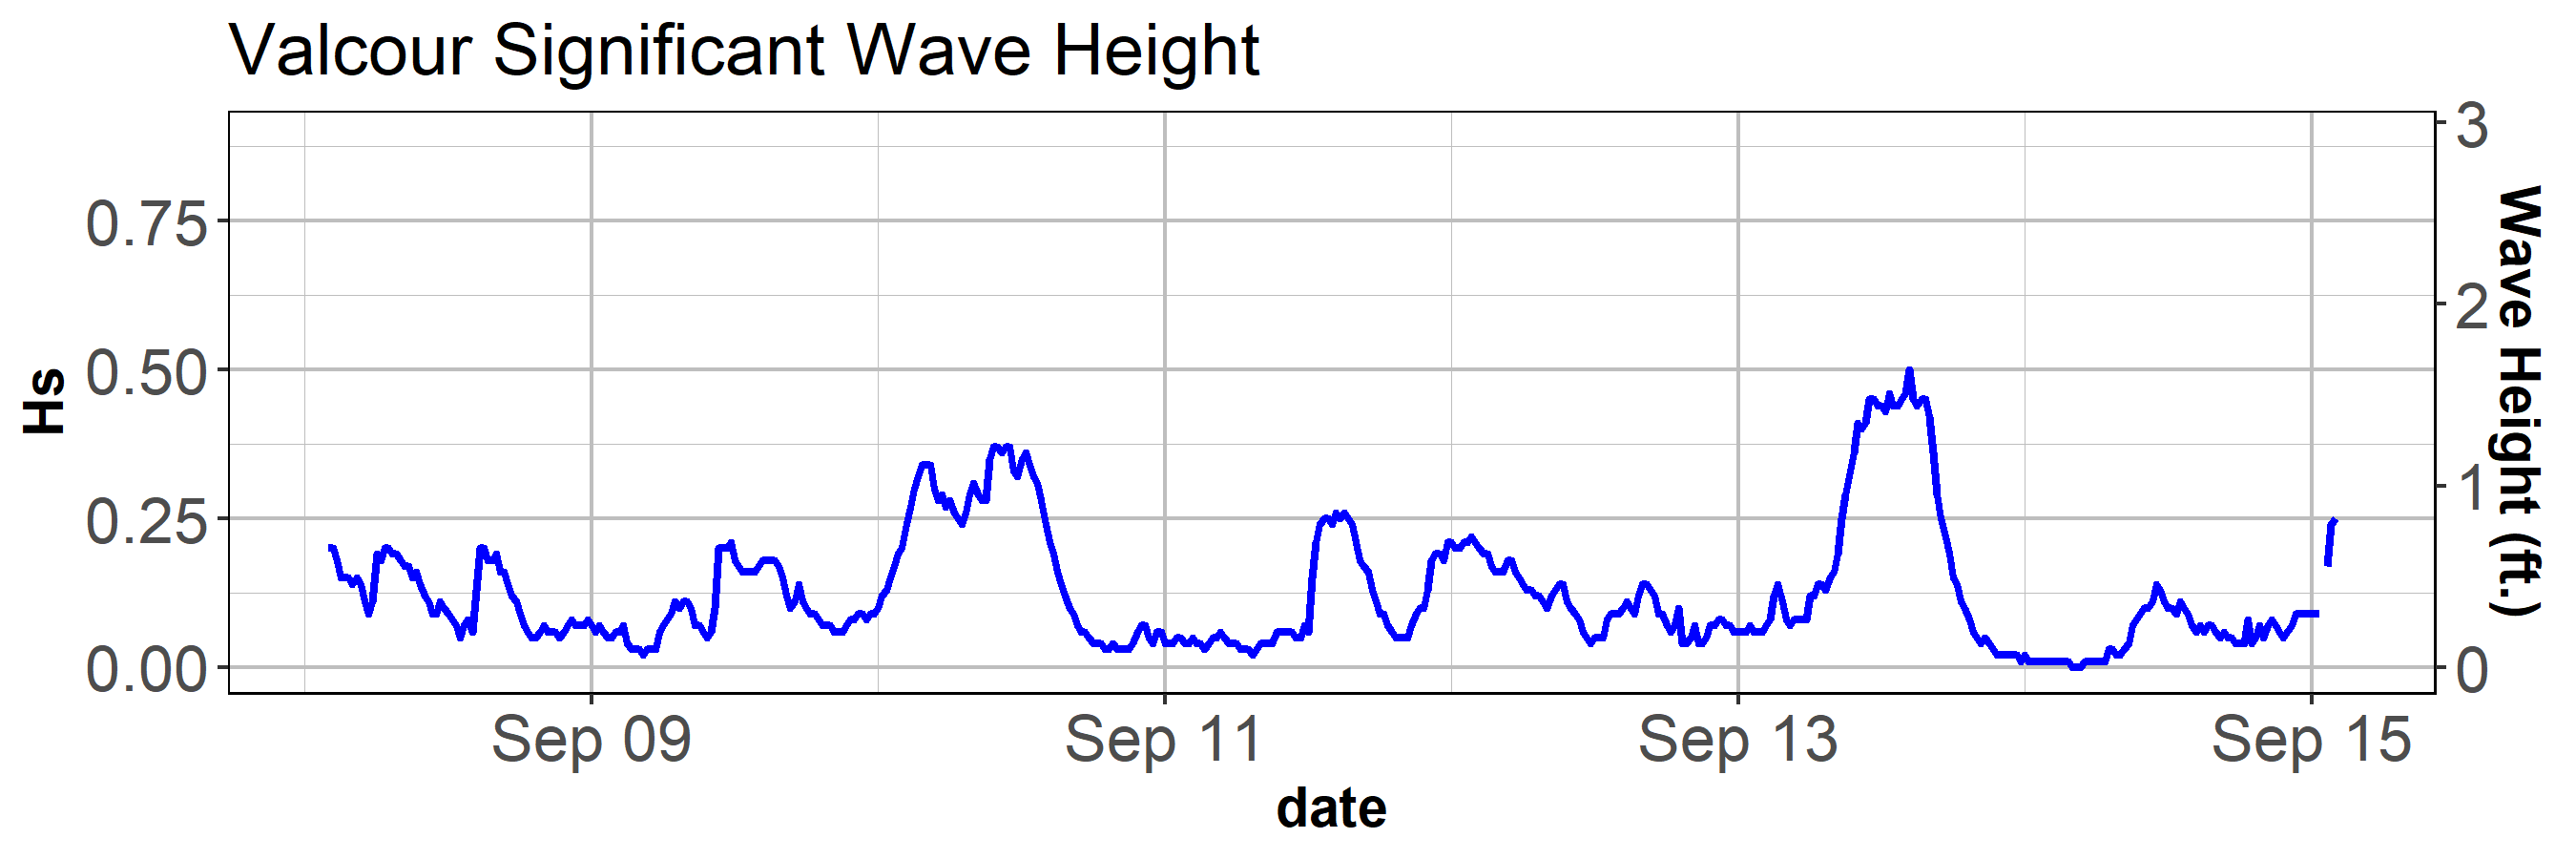 Valcour Significant Wave Height
Hs
0.75
0.50
0.25
0.00
3
2
1
0
Wave Height (ft.)
Sep 09
Sep 11
Sep 13
Sep 15
date